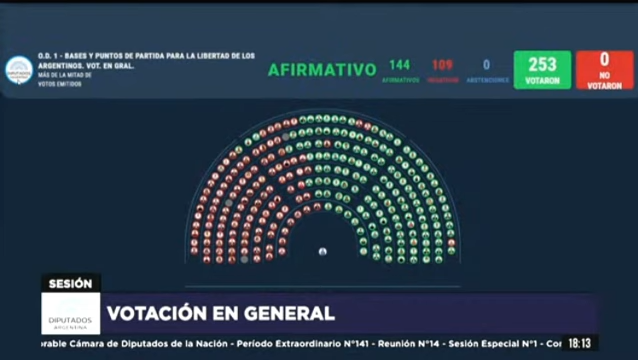 O.D. 1 - BASES Y PUNTOS DE PARTIDA PARA LA LIBERTAD DE LOS
ARGENTINOS. VOT. EN GRAL.
MÁS DE LA MITAD DE
VOTOS EMITIDOS
AFIRMATIVO
144
AFIRMATIVOS
109
NEGATIVOS
0
ABSTENCIONES
253
VOTARON
0
NO
VOTARON
SESIÓN
DIPUTADOS
ARGENTINA
VOTACIÓN EN GENERAL
orable Cámara de Diputados de la Nación - Período Extraordinario N°141 - Reunión N°14 - Sesión Especial N°1 - Cor
18:13